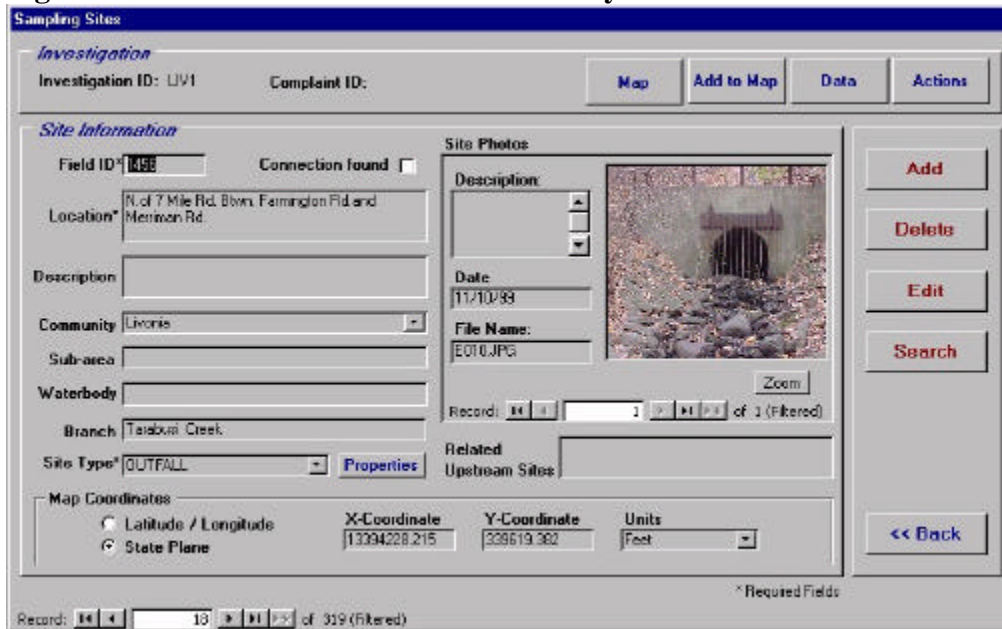 Sampling Sites
Investigation
Investigation ID: LIV1
Complaint ID:
Map
Add to Map
Data
Actions
Site Information
Field ID*
Connection found
Location* N. of 7 Mile Rd. Btwn. Farmington Rd. and
Merriman Rd.
Description
Community Livonia
Sub-area
Waterbody
Branch Tarabusi Creek
Site Type* OUTFALL
Properties
Site Photos
Description:
Date
11/10/99
File Name:
E010.JPG
Zoom
Record: 1 of 1 (Filtered)
Related
Upstream Sites
Map Coordinates
Latitude / Longitude
State Plane
X-Coordinate
13394228.215
Y-Coordinate
339619.382
Units
Feet
Add
Delete
Edit
Search
<< Back
* Required Fields
Record: 18 of 319 (Filtered)